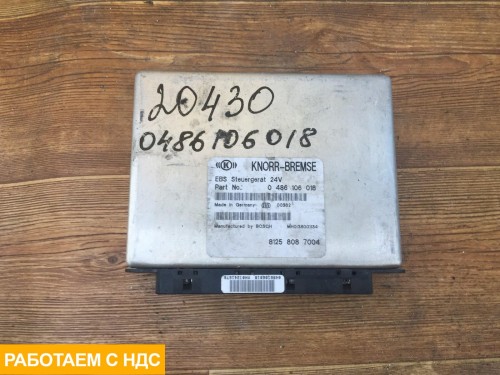 20430
0486106018
KNORR-BREMSE
EBS Steuergerät 24V
Part No.: 0 486 106 018
Made in Germany
Manufactured by BOSCH
8125 808 7004
РАБОТАЕМ С НДС